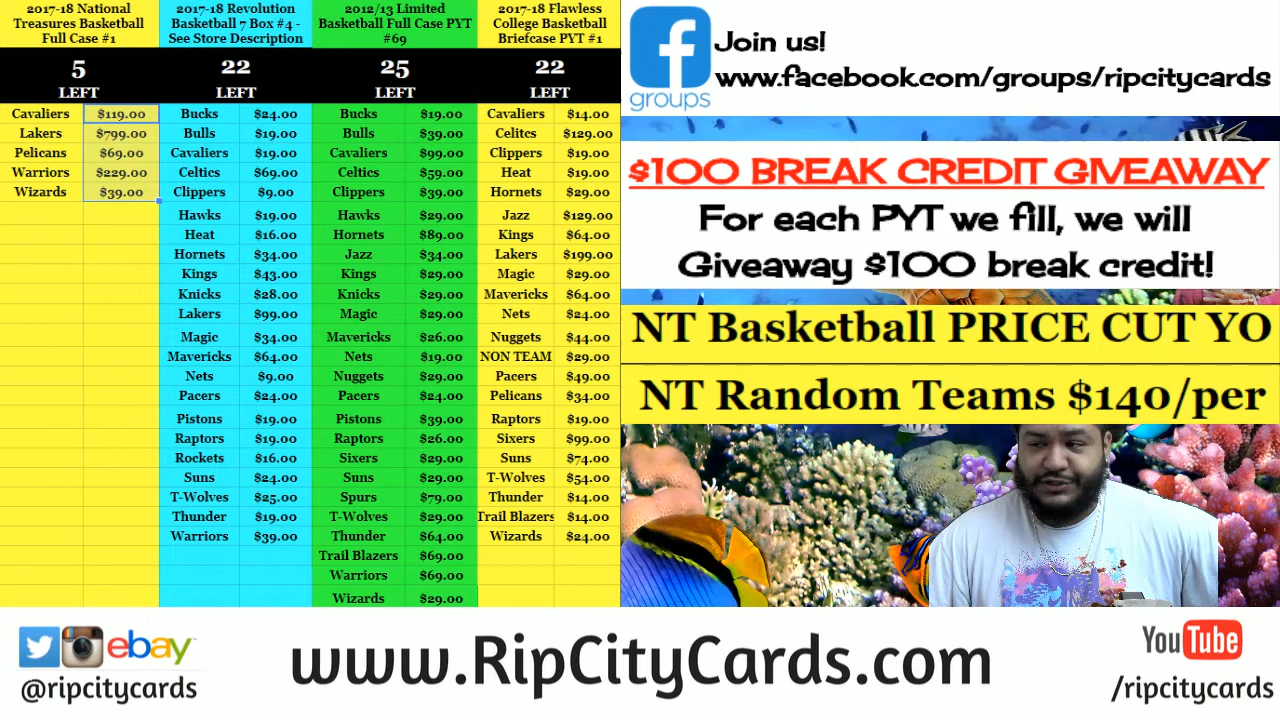 2017-18 National Treasures Basketball Full Case #1
5
LEFT
Cavaliers $119.00
Lakers $799.00
Pelicans $69.00
Warriors $229.00
Wizards $39.00
2017-18 Revolution Basketball 7 Box #4 - See Store Description
22
LEFT
Bucks $24.00
Bulls $19.00
Cavaliers $19.00
Celtics $69.00
Clippers $9.00
Hawks $19.00
Heat $16.00
Hornets $34.00
Kings $43.00
Knicks $28.00
Lakers $99.00
Magic $34.00
Mavericks $64.00
Nets $9.00
Pacers $24.00
Pistons $19.00
Raptors $19.00
Rockets $16.00
Suns $24.00
T-Wolves $25.00
Thunder $19.00
Warriors $39.00
2012/13 Limited Basketball Full Case PYT #69
25
LEFT
Bucks $19.00
Bulls $39.00
Cavaliers $99.00
Celtics $59.00
Clippers $39.00
Hawks $29.00
Hornets $89.00
Jazz $34.00
Kings $29.00
Knicks $29.00
Magic $29.00
Mavericks $26.00
Nets $19.00
Nuggets $29.00
Pacers $24.00
Pistons $39.00
Raptors $26.00
Sixers $29.00
Suns $29.00
Spurs $79.00
T-Wolves $29.00
Thunder $64.00
Trail Blazers $69.00
Warriors $69.00
Wizards $29.00
2017-18 Flawless College Basketball Briefcase PYT #1
22
LEFT
Cavaliers $14.00
Celitcs $129.00
Clippers $19.00
Heat $19.00
Hornets $29.00
Jazz $129.00
Kings $64.00
Lakers $199.00
Magic $29.00
Mavericks $64.00
Nets $24.00
Nuggets $44.00
NON TEAM $29.00
Pacers $49.00
Pelicans $34.00
Raptors $19.00
Sixers $99.00
Suns $74.00
T-Wolves $54.00
Thunder $14.00
Trail Blazers $14.00
Wizards $24.00
f
groups
Join us!
www.facebook.com/groups/ripcitycards
$100 BREAK CREDIT GIVEAWAY
For each PYT we fill, we will
Giveaway $100 break credit!
NT Basketball PRICE CUT YO
NT Random Teams $140/per
ebay
@ripcitycards
www.RipCityCards.com
YouTube
/ripcitycards